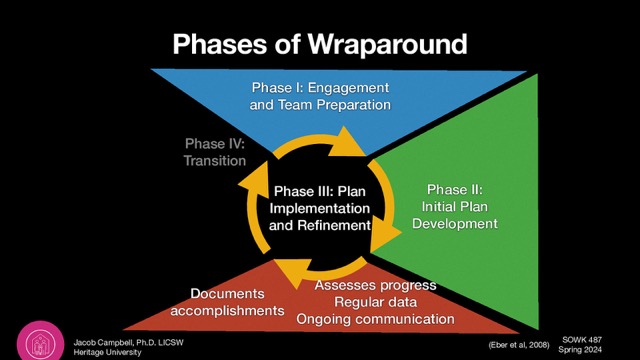 Phases of Wraparound
Phase I: Engagement
and Team Preparation
Phase IV:
Transition
Phase III: Plan
Implementation
and Refinement
Phase II:
Initial Plan
Development
Documents
accomplishments
Assesses progress
Regular data
Ongoing communication
Jacob Campbell, Ph.D. LICSW
Heritage University
(Eber et al, 2008)
SOWK 487
Spring 2024